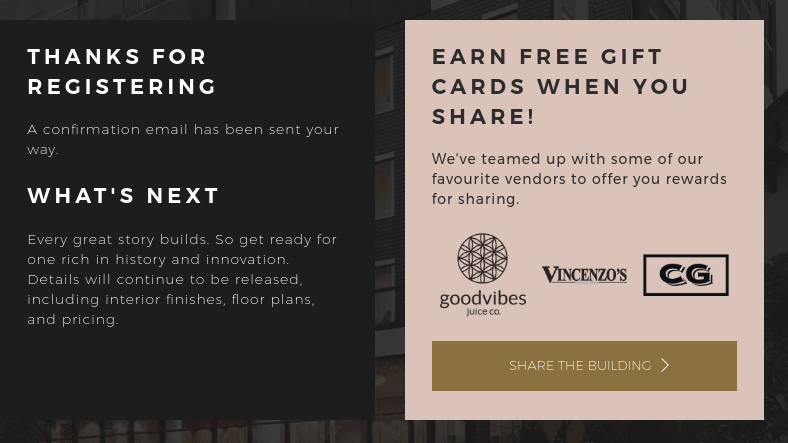 THANKS FOR
REGISTERING
A confirmation email has been sent your
way.
WHAT'S NEXT
Every great story builds. So get ready for
one rich in history and innovation.
Details will continue to be released,
including interior finishes, floor plans,
and pricing.
EARN FREE GIFT
CARDS WHEN YOU
SHARE!
We've teamed up with some of our
favourite vendors to offer you rewards
for sharing.
goodvibes
juice co.
VINCENZO'S
CG
SHARE THE BUILDING